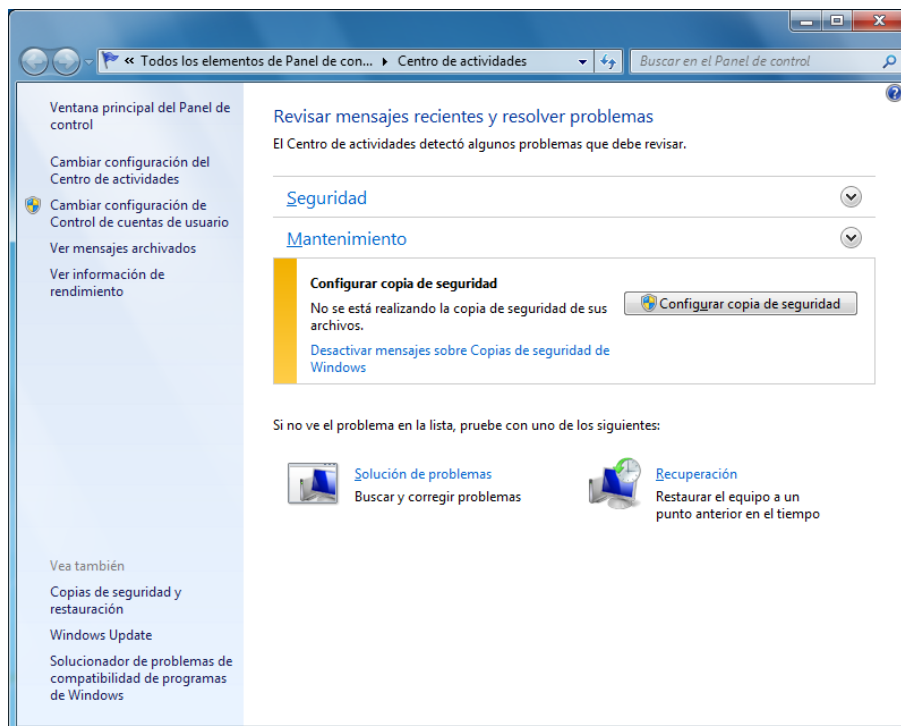 « Todos los elementos de Panel de con... ▸ Centro de actividades
Buscar en el Panel de control
Ventana principal del Panel de
control
Cambiar configuración del
Centro de actividades
Cambiar configuración de
Control de cuentas de usuario
Ver mensajes archivados
Ver información de
rendimiento
Vea también
Copias de seguridad y
restauración
Windows Update
Solucionador de problemas de
compatibilidad de programas
de Windows
Revisar mensajes recientes y resolver problemas
El Centro de actividades detectó algunos problemas que debe revisar.
Seguridad
Mantenimiento
Configurar copia de seguridad
No se está realizando la copia de seguridad de sus
archivos.
Configurar copia de seguridad
Desactivar mensajes sobre Copias de seguridad de
Windows
Si no ve el problema en la lista, pruebe con uno de los siguientes:
Solución de problemas
Buscar y corregir problemas
Recuperación
Restaurar el equipo a un
punto anterior en el tiempo